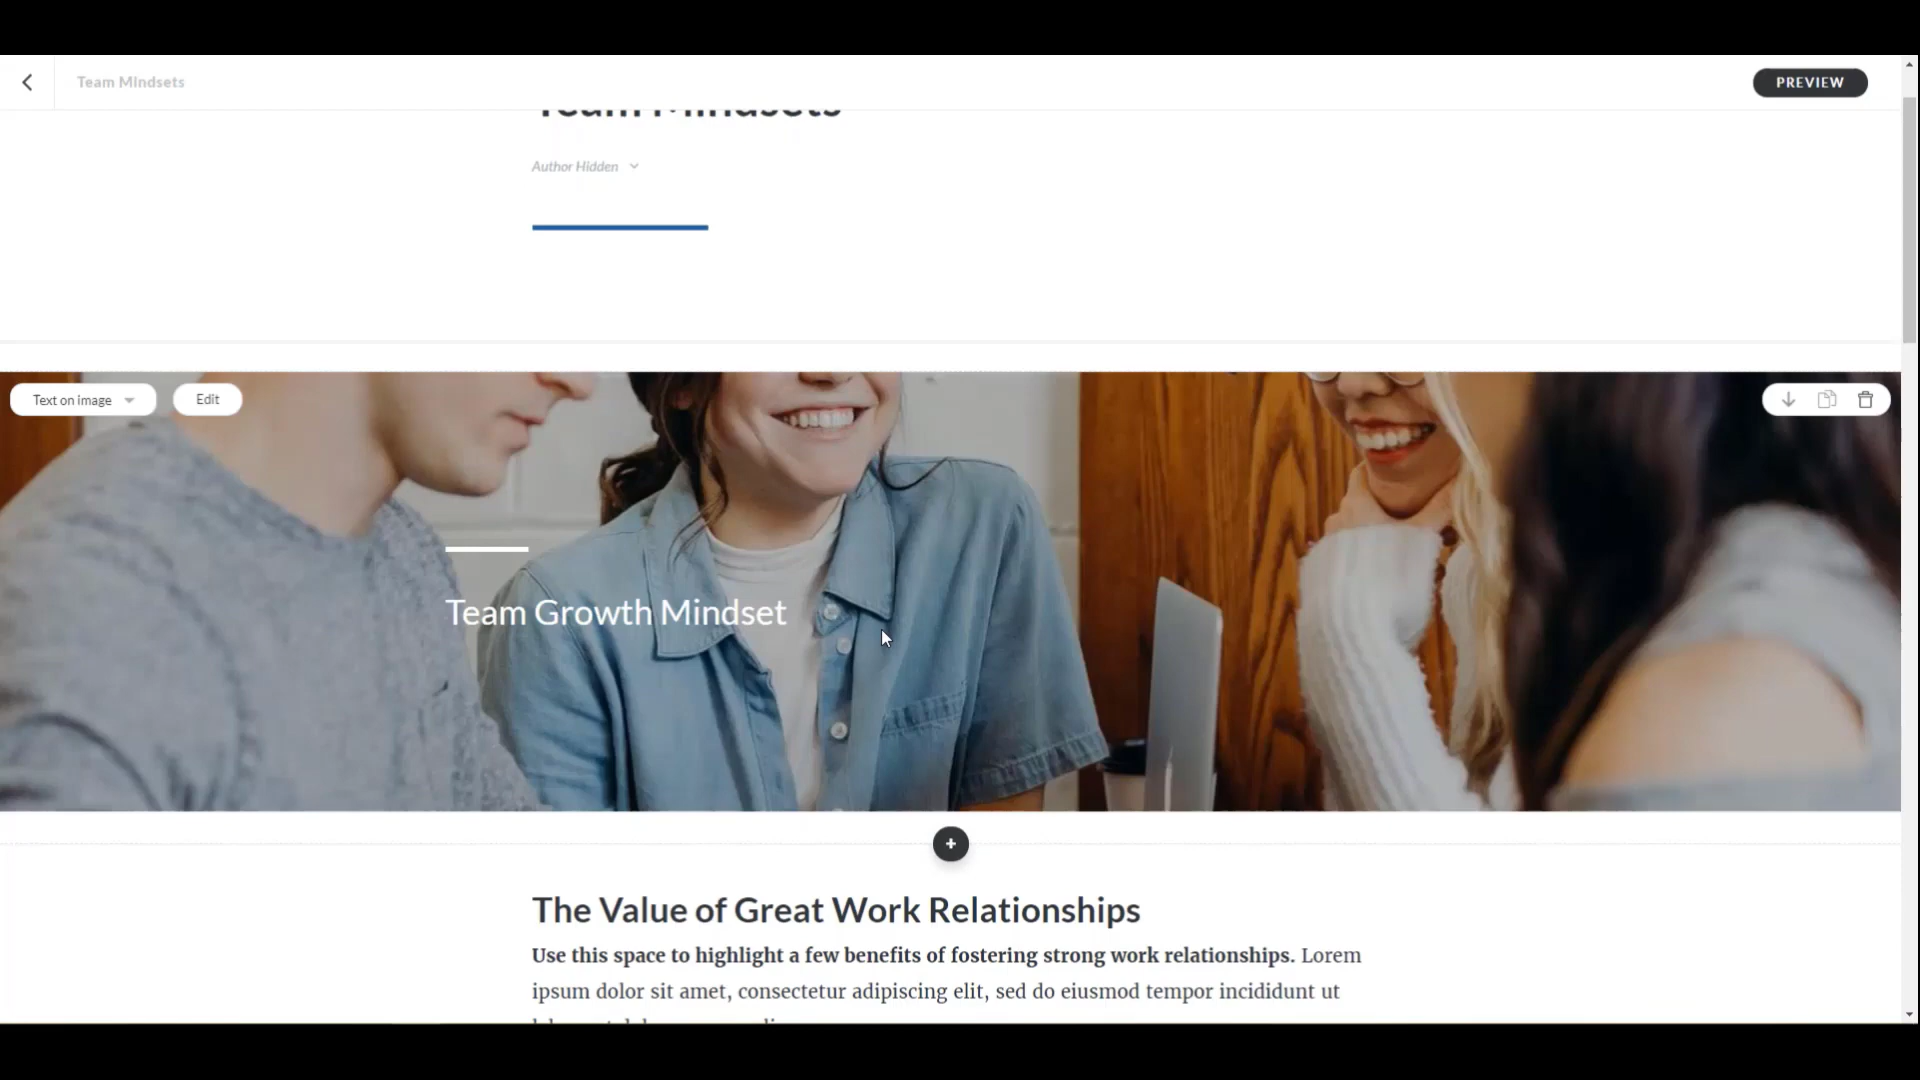 Team Mindsets
PREVIEW
Team Mindsets
Author Hidden
Text on image
Edit
Team Growth Mindset
The Value of Great Work Relationships
Use this space to highlight a few benefits of fostering strong work relationships. Lorem
ipsum dolor sit amet, consectetur adipiscing elit, sed do eiusmod tempor incididunt ut